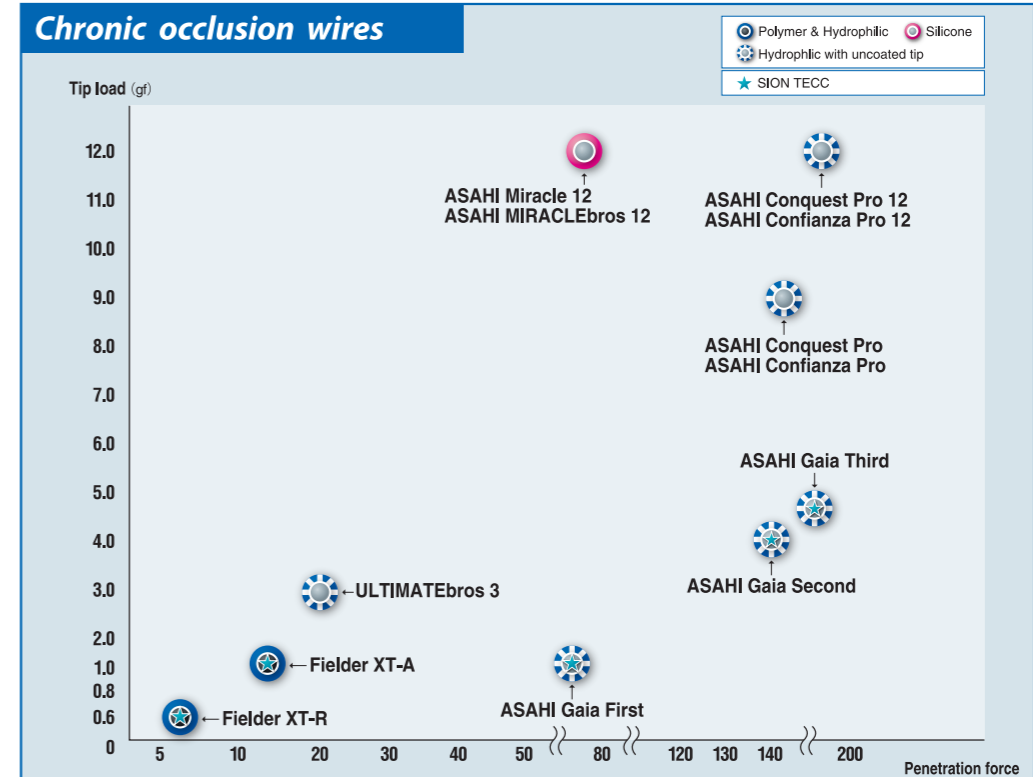 Chronic occlusion wires
Polymer & Hydrophilic
Silicone
Hydrophlic with uncoated tip
SION TECC
Tip load (gf)
12.0
11.0
10.0
9.0
8.0
7.0
6.0
5.0
4.0
3.0
2.0
1.0
0.8
0.6
0
ASAHI Miracle 12
ASAHI MIRACLEbros 12
ASAHI Conquest Pro 12
ASAHI Confianza Pro 12
ASAHI Conquest Pro
ASAHI Confianza Pro
ASAHI Gaia Third
ASAHI Gaia Second
←ULTIMATEbros 3
←Fielder XT-A
ASAHI Gaia First
←Fielder XT-R
5 10 20 30 40 50 80 120 130 140 200
Penetration force